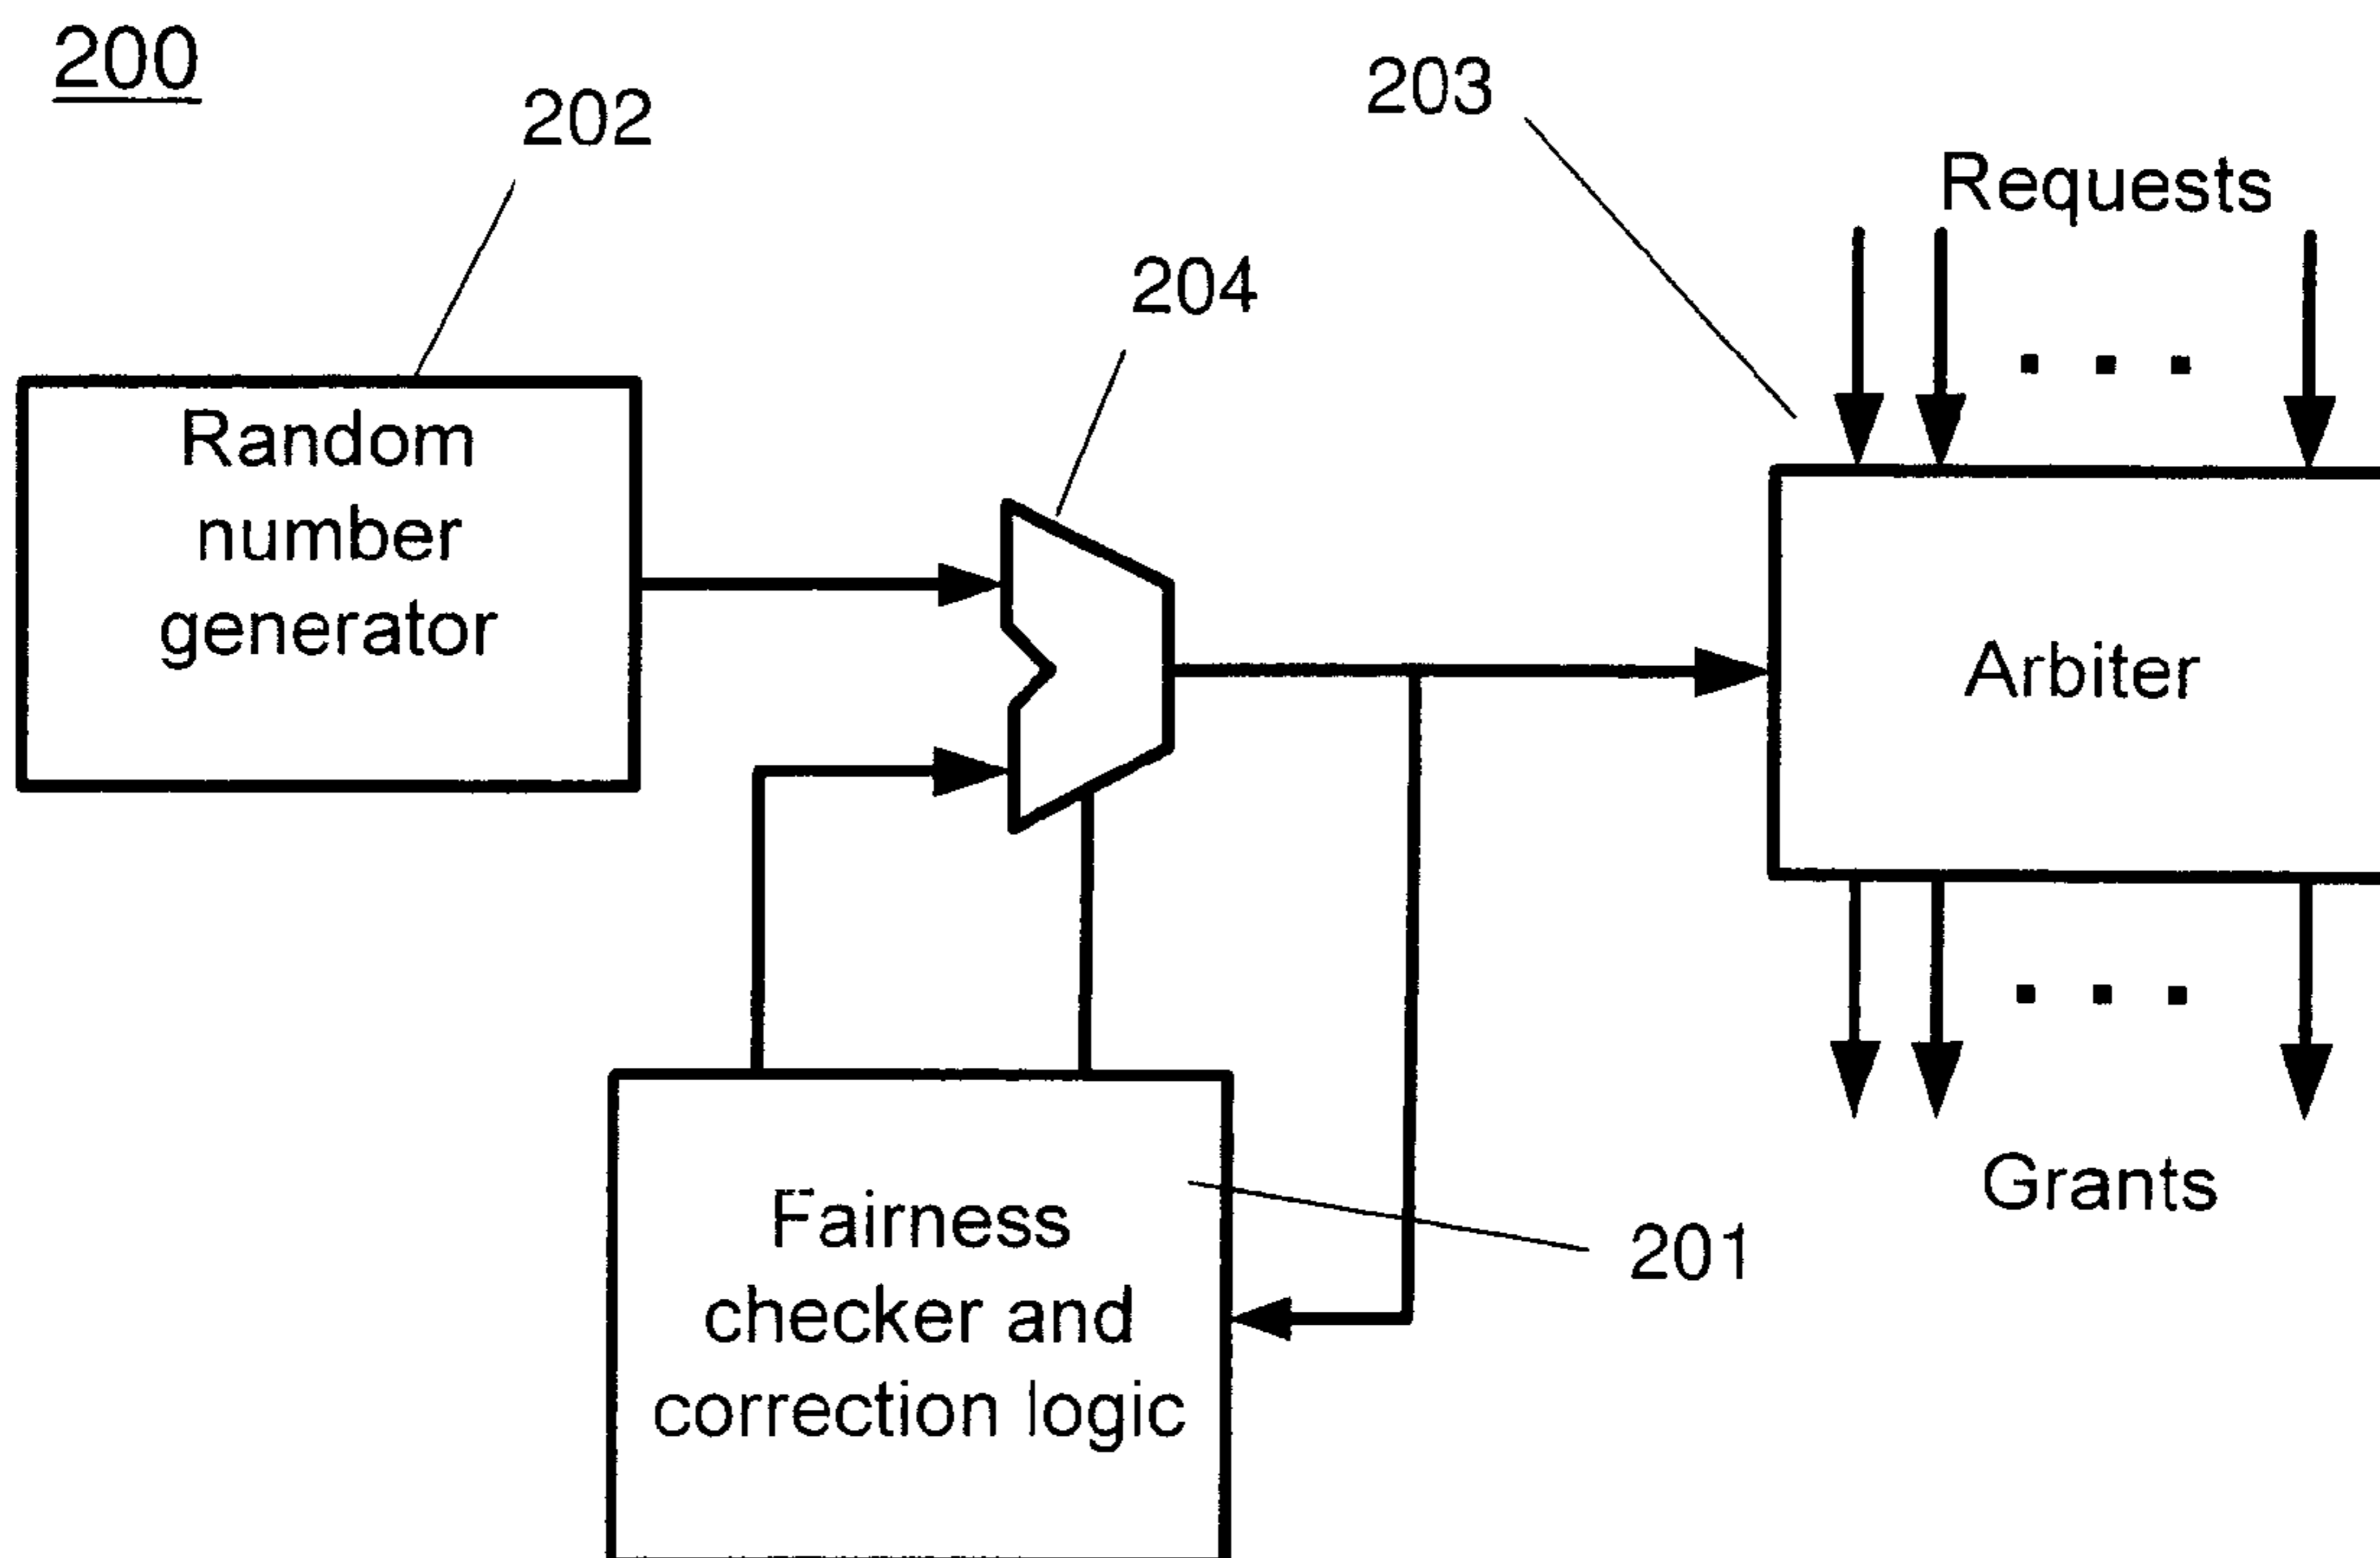 200
202
203
Requests
204
Random
number
generator
Arbiter
Fairness
checker and
correction logic
201
Grants